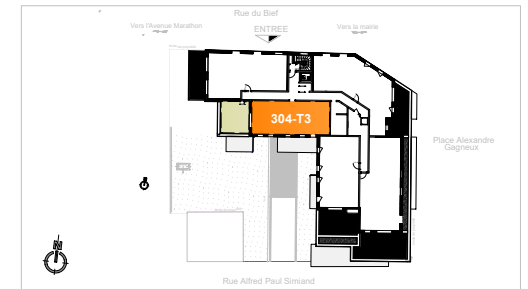 Rue du Bief
Vers l'Avenue Marathon
Vers la mairie
ENTREE
304-T3
Place Alexandre
Gagneux
N
Rue Alfred Paul Simiand